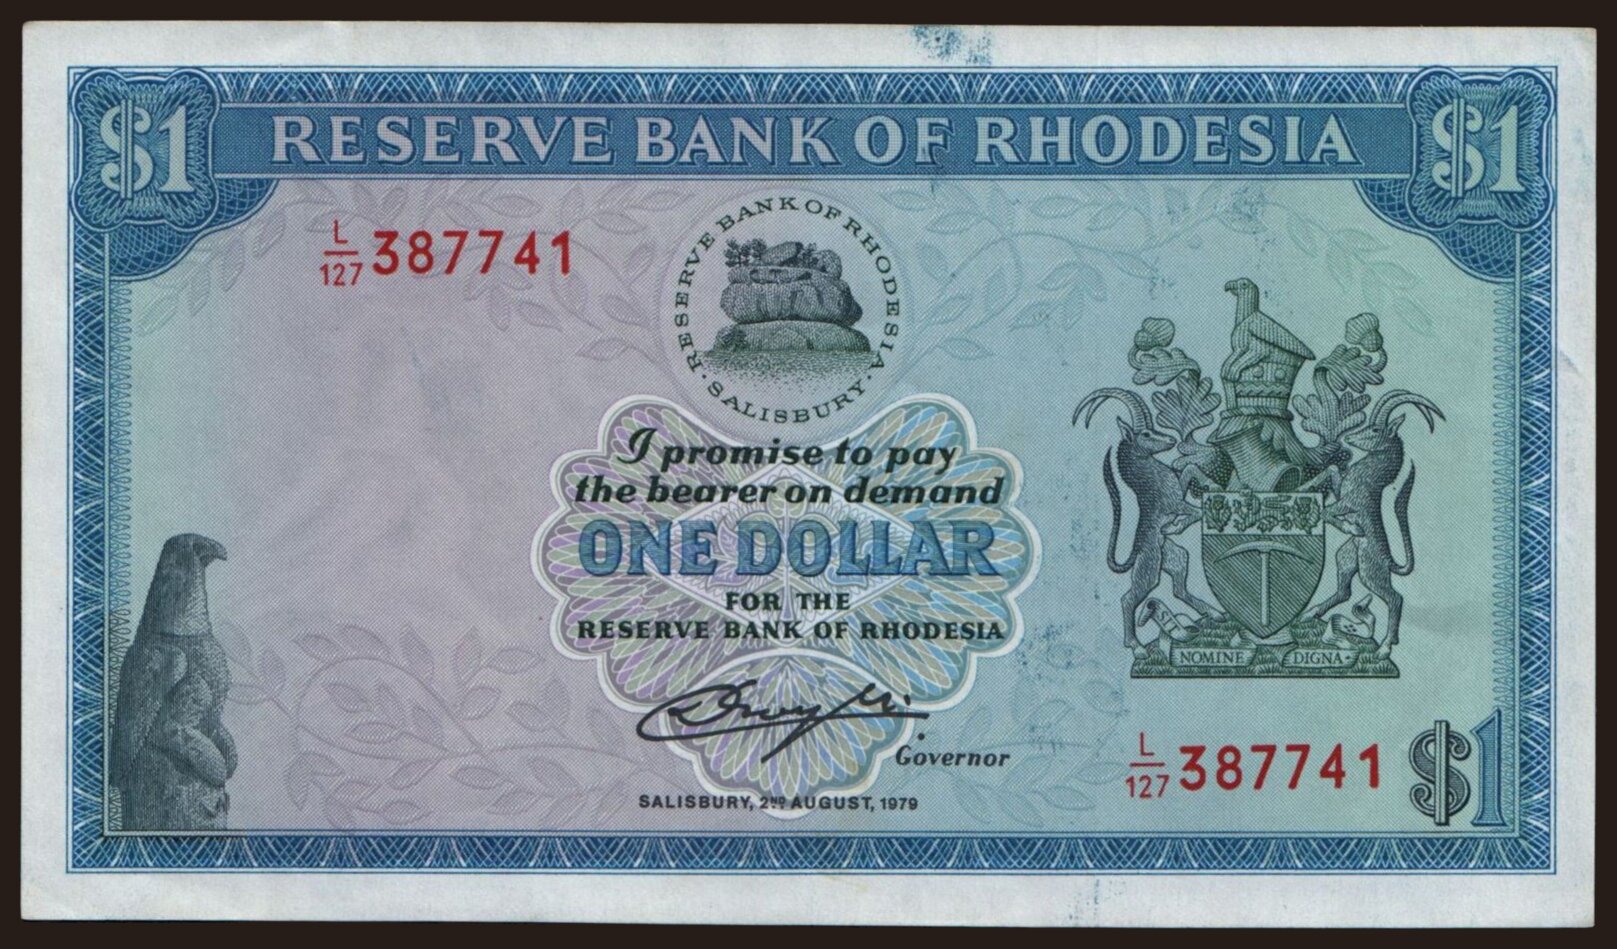 $1 RESERVE BANK OF RHODESIA $1
L/127 387741
RESERVE BANK OF RHODESIA
· SALISBURY ·
I promise to pay
the bearer on demand
ONE DOLLAR
FOR THE
RESERVE BANK OF RHODESIA
NOMINE DIGNA
Governor
L/127 387741 $1
SALISBURY, 2ND AUGUST, 1979